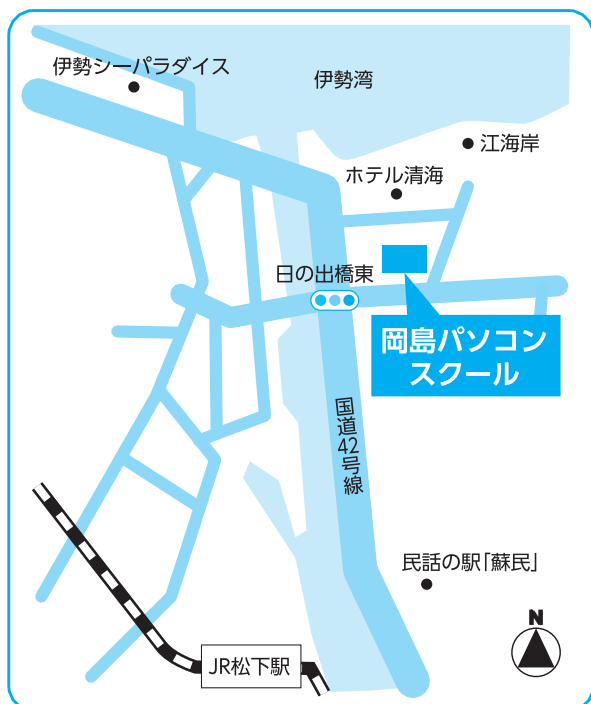 伊勢シーパラダイス
伊勢湾
江海岸
ホテル清海
日の出橋東
岡島パソコン
スクール
国道42号線
民話の駅「蘇民」
N
JR松下駅